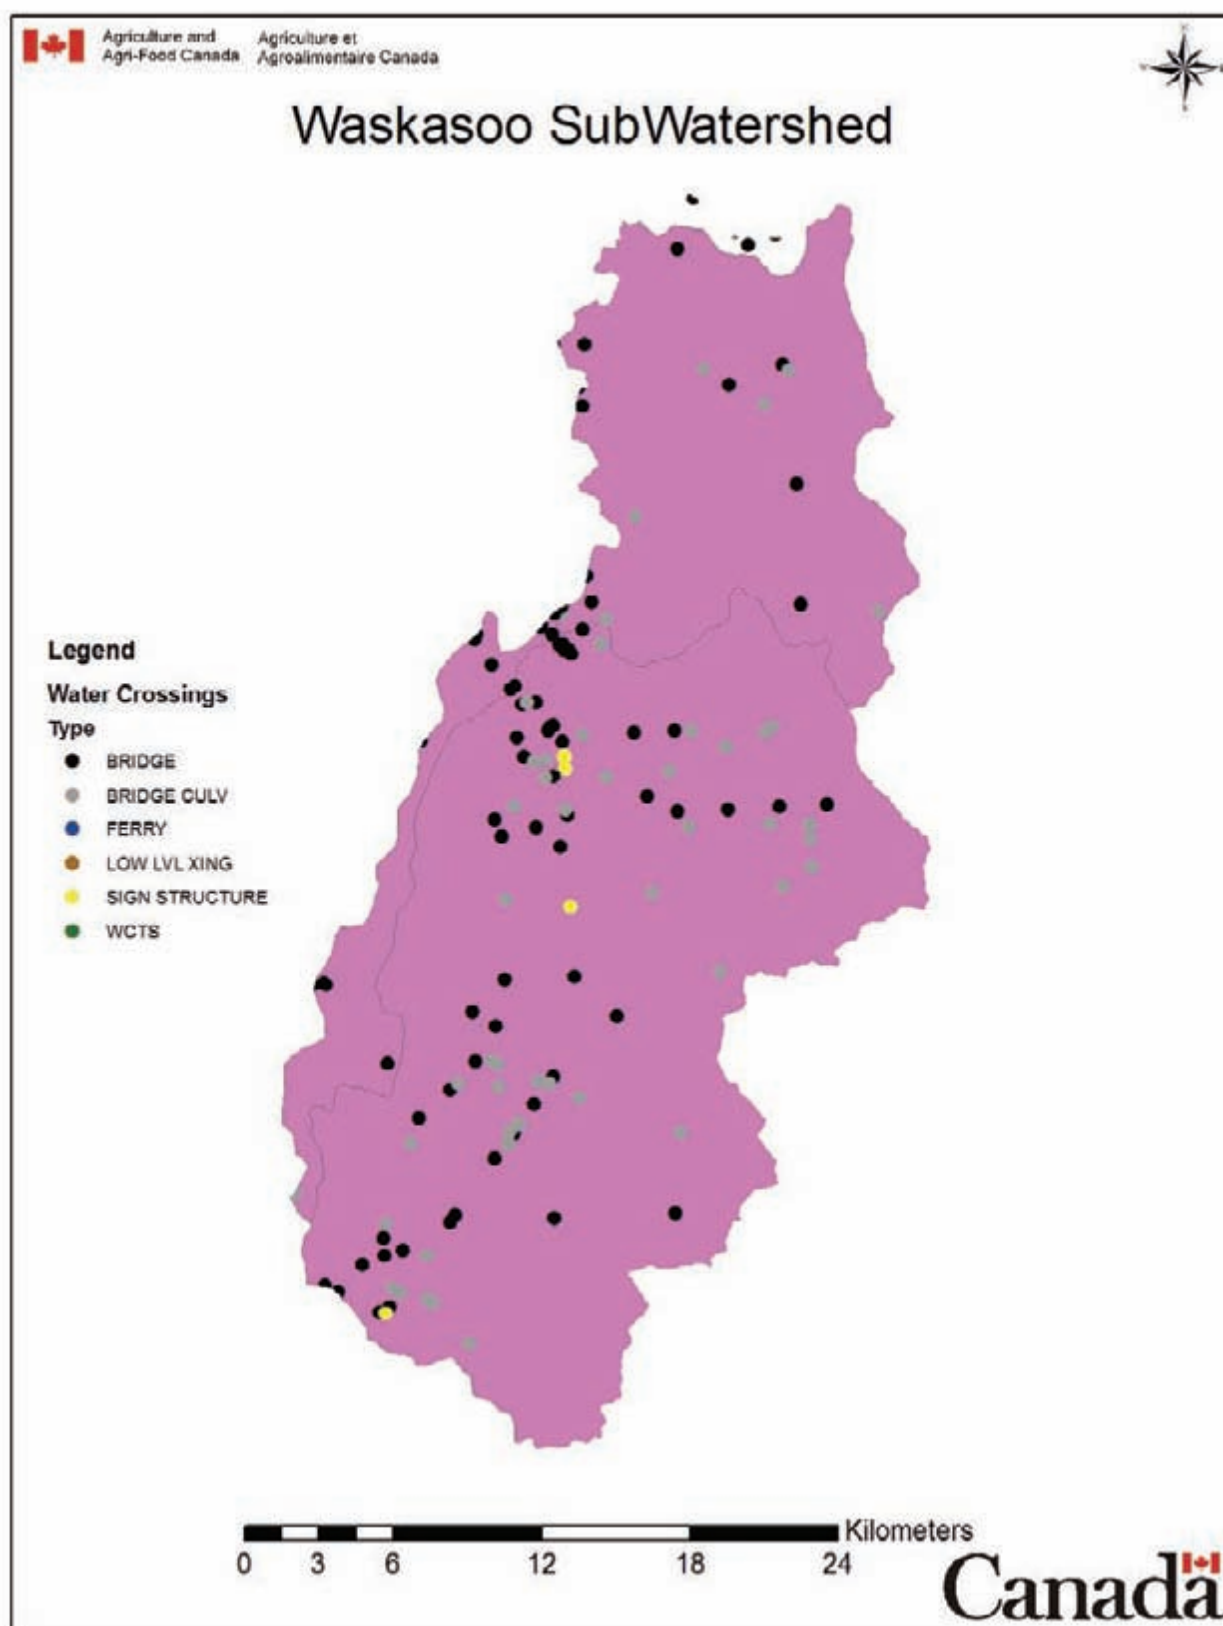 Agriculture and Agriculture et
Agri-Food Canada Agroalimentaire Canada
Waskasoo SubWatershed
Legend
Water Crossings
Type
BRIDGE
BRIDGE CULV
FERRY
LOW LVL XING
SIGN STRUCTURE
WCTS
Kilometers
0 3 6 12 18 24
Canada